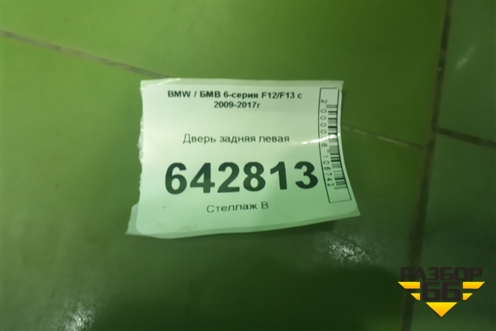 BMW / БМВ 6-серия F12/F13 с
2009-2017г
Дверь задняя левая
642813
Стеллаж В
РАЗБОР
66